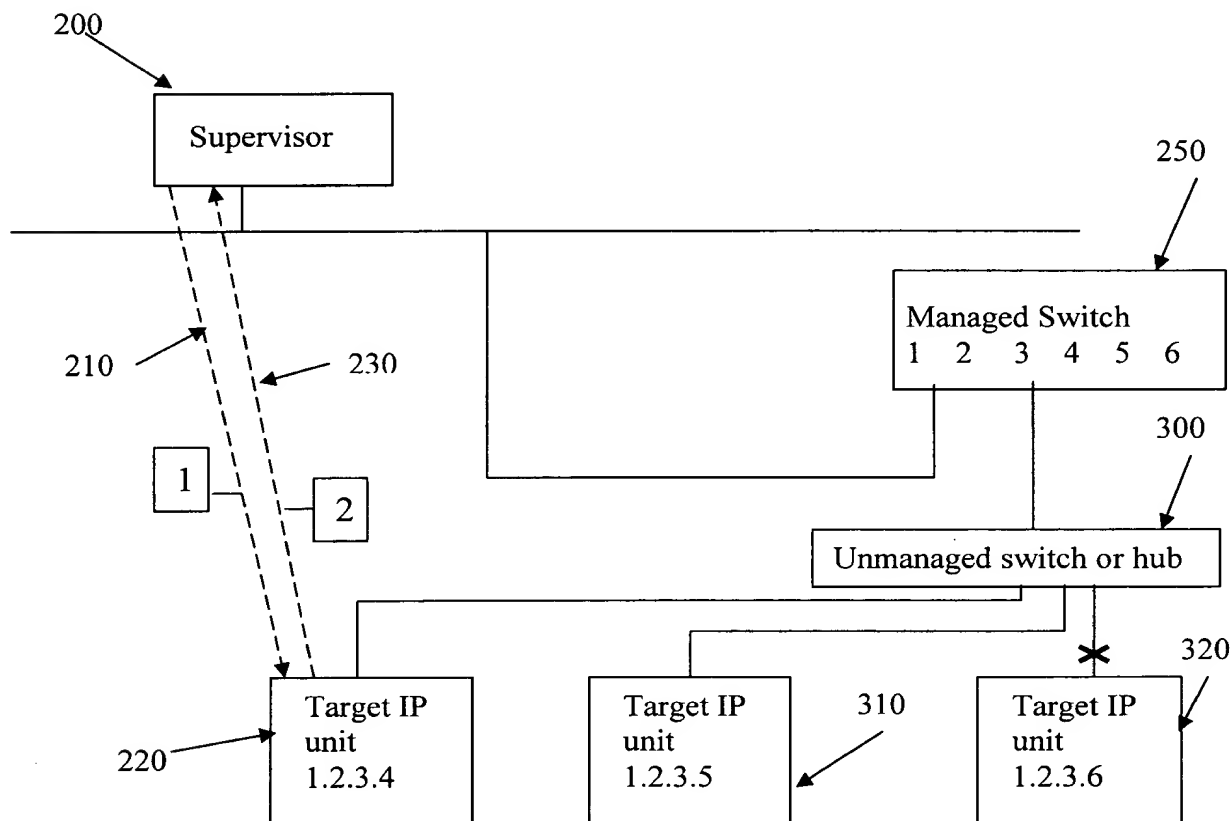 200
Supervisor
250
Managed Switch
1 2 3 4 5 6
210
230
300
1
2
Unmanaged switch or hub
320
310
220
Target IP
unit
1.2.3.4
Target IP
unit
1.2.3.5
Target IP
unit
1.2.3.6